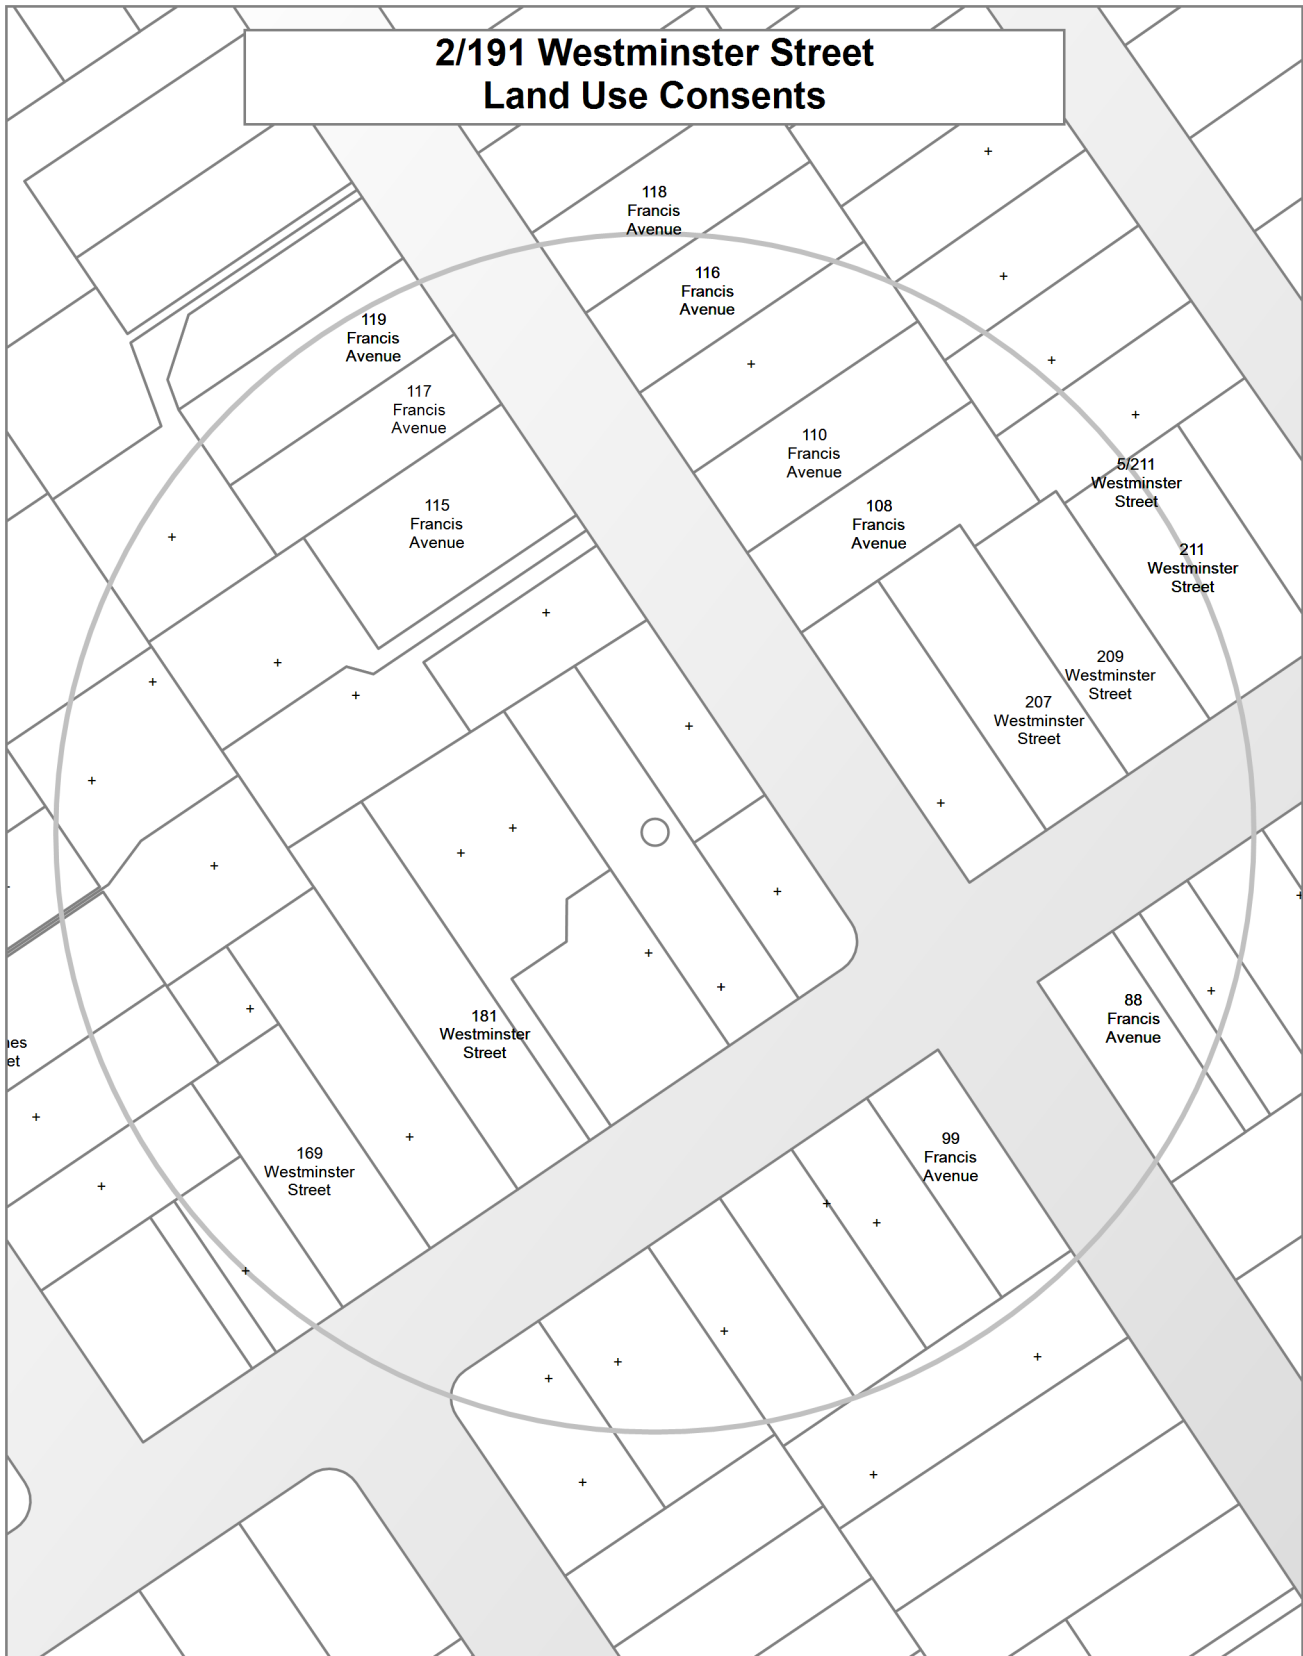 2/191 Westminster Street
Land Use Consents
118
Francis
Avenue
116
Francis
Avenue
119
Francis
Avenue
117
Francis
Avenue
110
Francis
Avenue
5/211
Westminster
Street
115
Francis
Avenue
108
Francis
Avenue
211
Westminster
Street
209
Westminster
Street
207
Westminster
Street
88
Francis
Avenue
181
Westminster
Street
es
et
99
Francis
Avenue
169
Westminster
Street